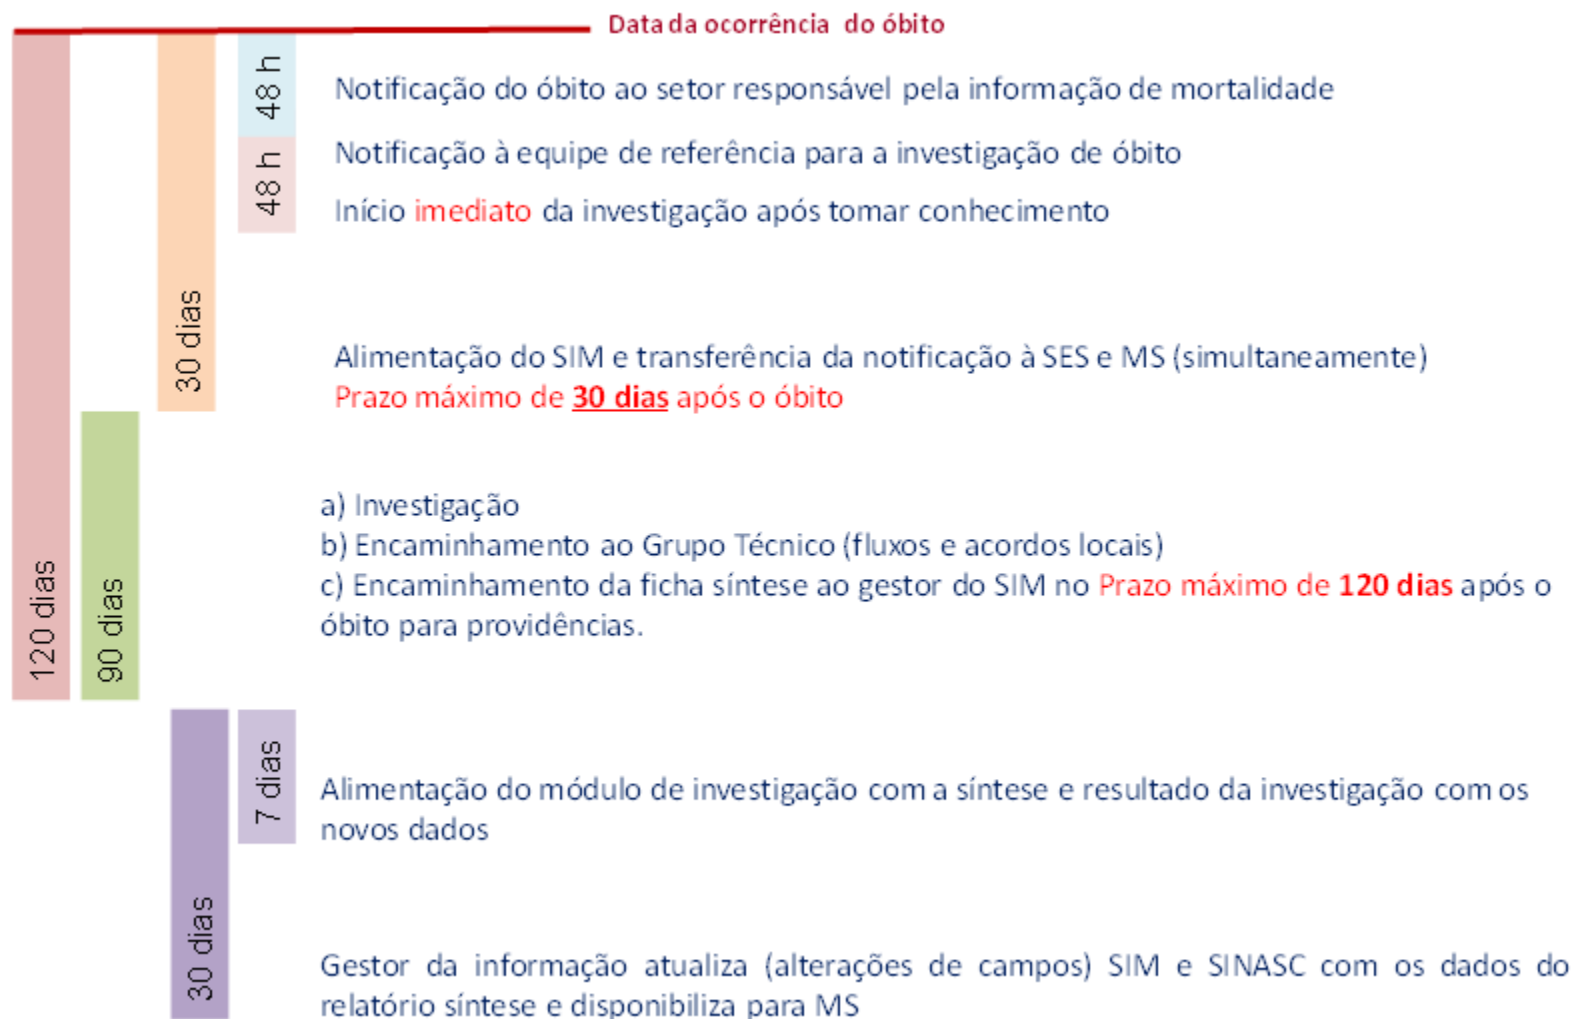 Data da ocorrência do óbito
48 h
Notificação do óbito ao setor responsável pela informação de mortalidade
48 h
Notificação à equipe de referência para a investigação de óbito
Início imediato da investigação após tomar conhecimento
30 dias
Alimentação do SIM e transferência da notificação à SES e MS (simultaneamente)
Prazo máximo de 30 dias após o óbito
120 dias
90 dias
a) Investigação
b) Encaminhamento ao Grupo Técnico (fluxos e acordos locais)
c) Encaminhamento da ficha síntese ao gestor do SIM no Prazo máximo de 120 dias após o
óbito para providências.
7 dias
Alimentação do módulo de investigação com a síntese e resultado da investigação com os
novos dados
30 dias
Gestor da informação atualiza (alterações de campos) SIM e SINASC com os dados do
relatório síntese e disponibiliza para MS